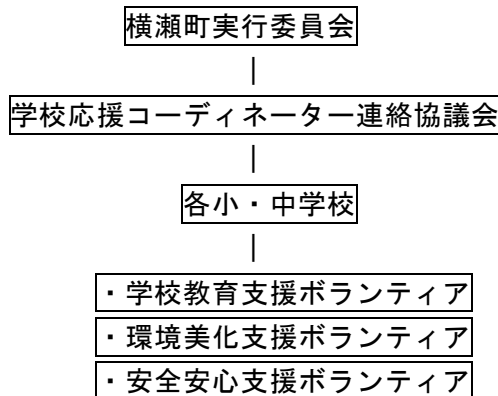 横瀬町実行委員会
学校応援コーディネーター連絡協議会
各小・中学校
・学校教育支援ボランティア
・環境美化支援ボランティア
・安全安心支援ボランティア